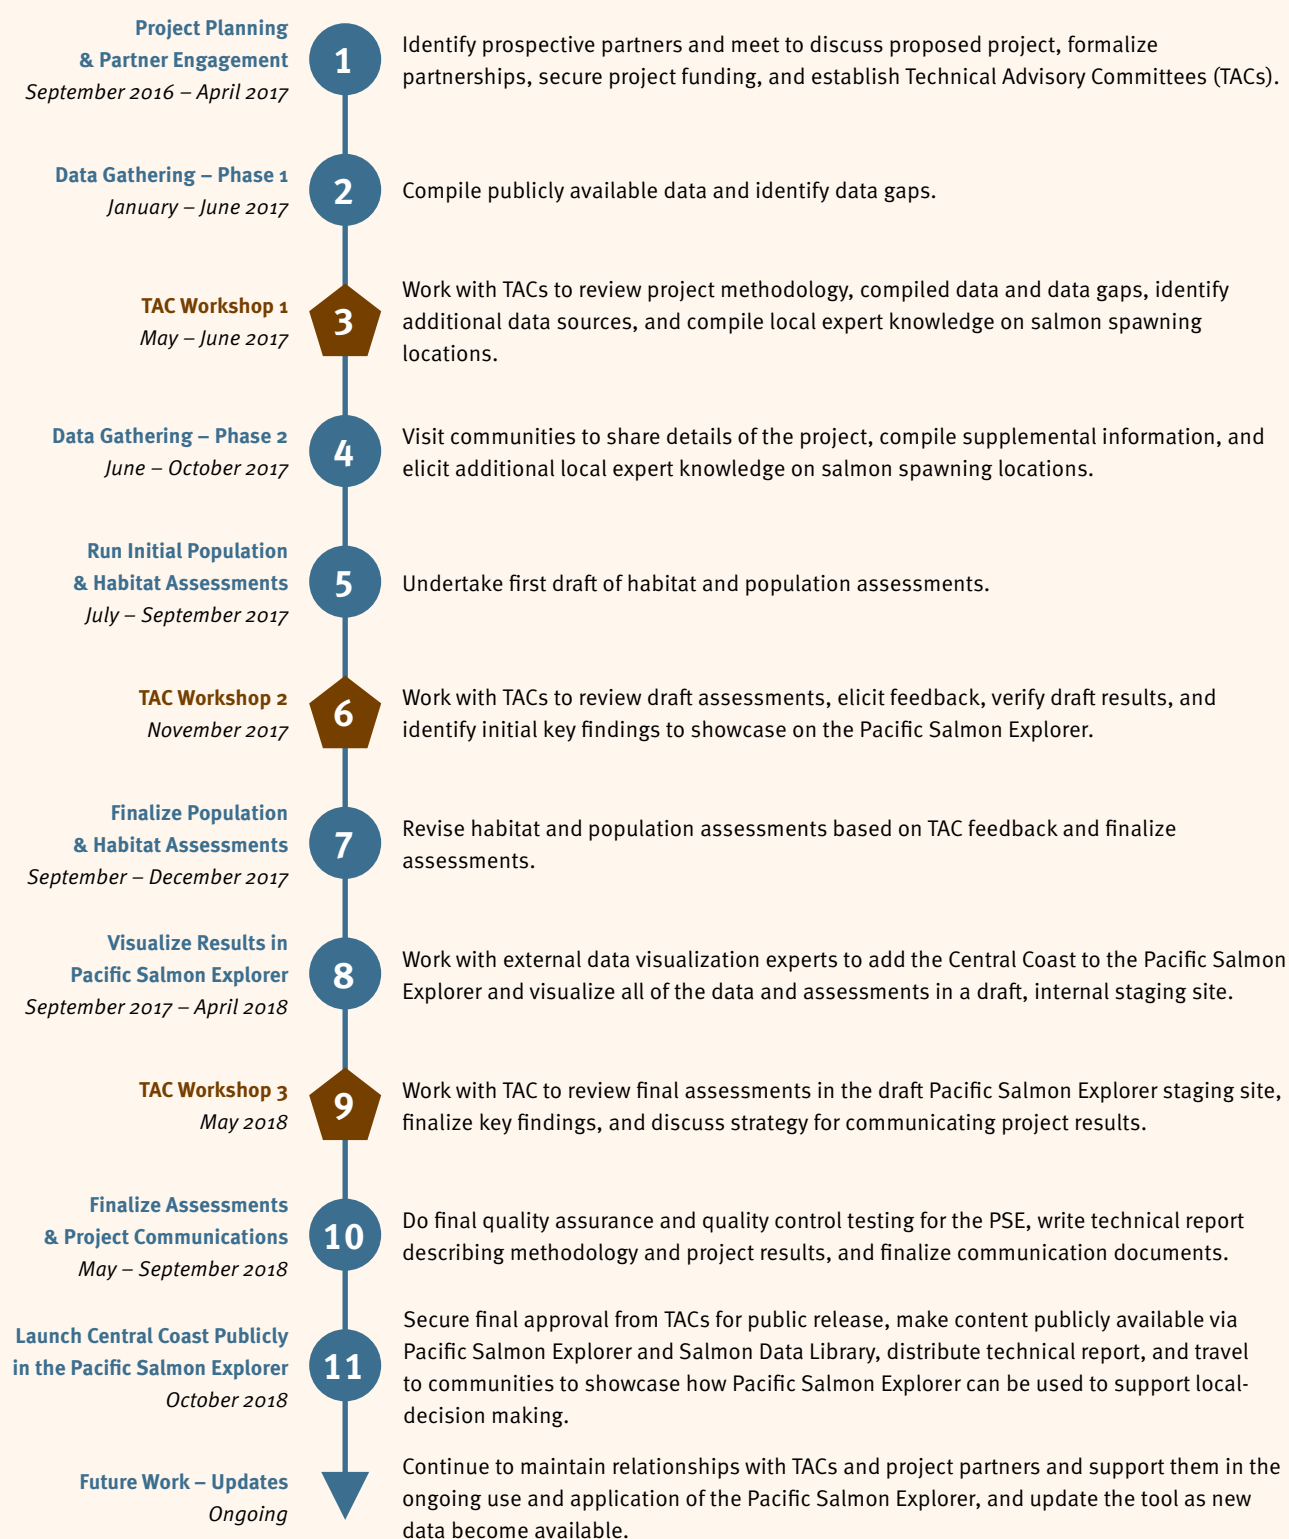 Project Planning
& Partner Engagement
September 2016 – April 2017
1
Identify prospective partners and meet to discuss proposed project, formalize
partnerships, secure project funding, and establish Technical Advisory Committees (TACs).
Data Gathering – Phase 1
January – June 2017
2
Compile publicly available data and identify data gaps.
TAC Workshop 1
May – June 2017
3
Work with TACs to review project methodology, compiled data and data gaps, identify
additional data sources, and compile local expert knowledge on salmon spawning
locations.
Data Gathering – Phase 2
June – October 2017
4
Visit communities to share details of the project, compile supplemental information, and
elicit additional local expert knowledge on salmon spawning locations.
Run Initial Population
& Habitat Assessments
July – September 2017
5
Undertake first draft of habitat and population assessments.
TAC Workshop 2
November 2017
6
Work with TACs to review draft assessments, elicit feedback, verify draft results, and
identify initial key findings to showcase on the Pacific Salmon Explorer.
Finalize Population
& Habitat Assessments
September – December 2017
7
Revise habitat and population assessments based on TAC feedback and finalize
assessments.
Visualize Results in
Pacific Salmon Explorer
September 2017 – April 2018
8
Work with external data visualization experts to add the Central Coast to the Pacific Salmon
Explorer and visualize all of the data and assessments in a draft, internal staging site.
TAC Workshop 3
May 2018
9
Work with TAC to review final assessments in the draft Pacific Salmon Explorer staging site,
finalize key findings, and discuss strategy for communicating project results.
Finalize Assessments
& Project Communications
May – September 2018
10
Do final quality assurance and quality control testing for the PSE, write technical report
describing methodology and project results, and finalize communication documents.
Launch Central Coast Publicly
in the Pacific Salmon Explorer
October 2018
11
Secure final approval from TACs for public release, make content publicly available via
Pacific Salmon Explorer and Salmon Data Library, distribute technical report, and travel
to communities to showcase how Pacific Salmon Explorer can be used to support local-
decision making.
Future Work – Updates
Ongoing
Continue to maintain relationships with TACs and project partners and support them in the
ongoing use and application of the Pacific Salmon Explorer, and update the tool as new
data become available.